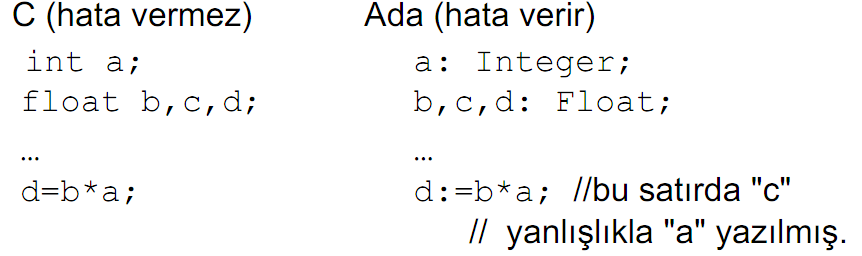 C (hata vermez) Ada (hata verir)
int a; a: Integer;
float b,c,d; b,c,d: Float;
… …
d=b*a; d:=b*a; //bu satırda "c"
// yanlışlıkla "a" yazılmış.